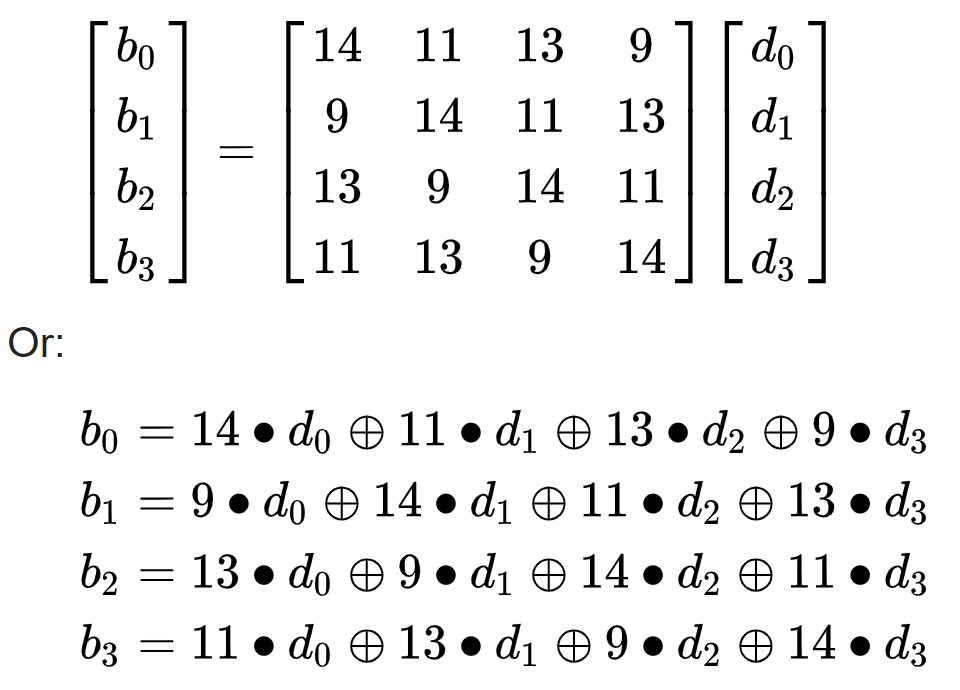 [b₀] = [14 11 13 9] [d₀]
[b₁] = [9 14 11 13] [d₁]
[b₂] = [13 9 14 11] [d₂]
[b₃] = [11 13 9 14] [d₃]
Or:
b₀ = 14 • d₀ ⊕ 11 • d₁ ⊕ 13 • d₂ ⊕ 9 • d₃
b₁ = 9 • d₀ ⊕ 14 • d₁ ⊕ 11 • d₂ ⊕ 13 • d₃
b₂ = 13 • d₀ ⊕ 9 • d₁ ⊕ 14 • d₂ ⊕ 11 • d₃
b₃ = 11 • d₀ ⊕ 13 • d₁ ⊕ 9 • d₂ ⊕ 14 • d₃